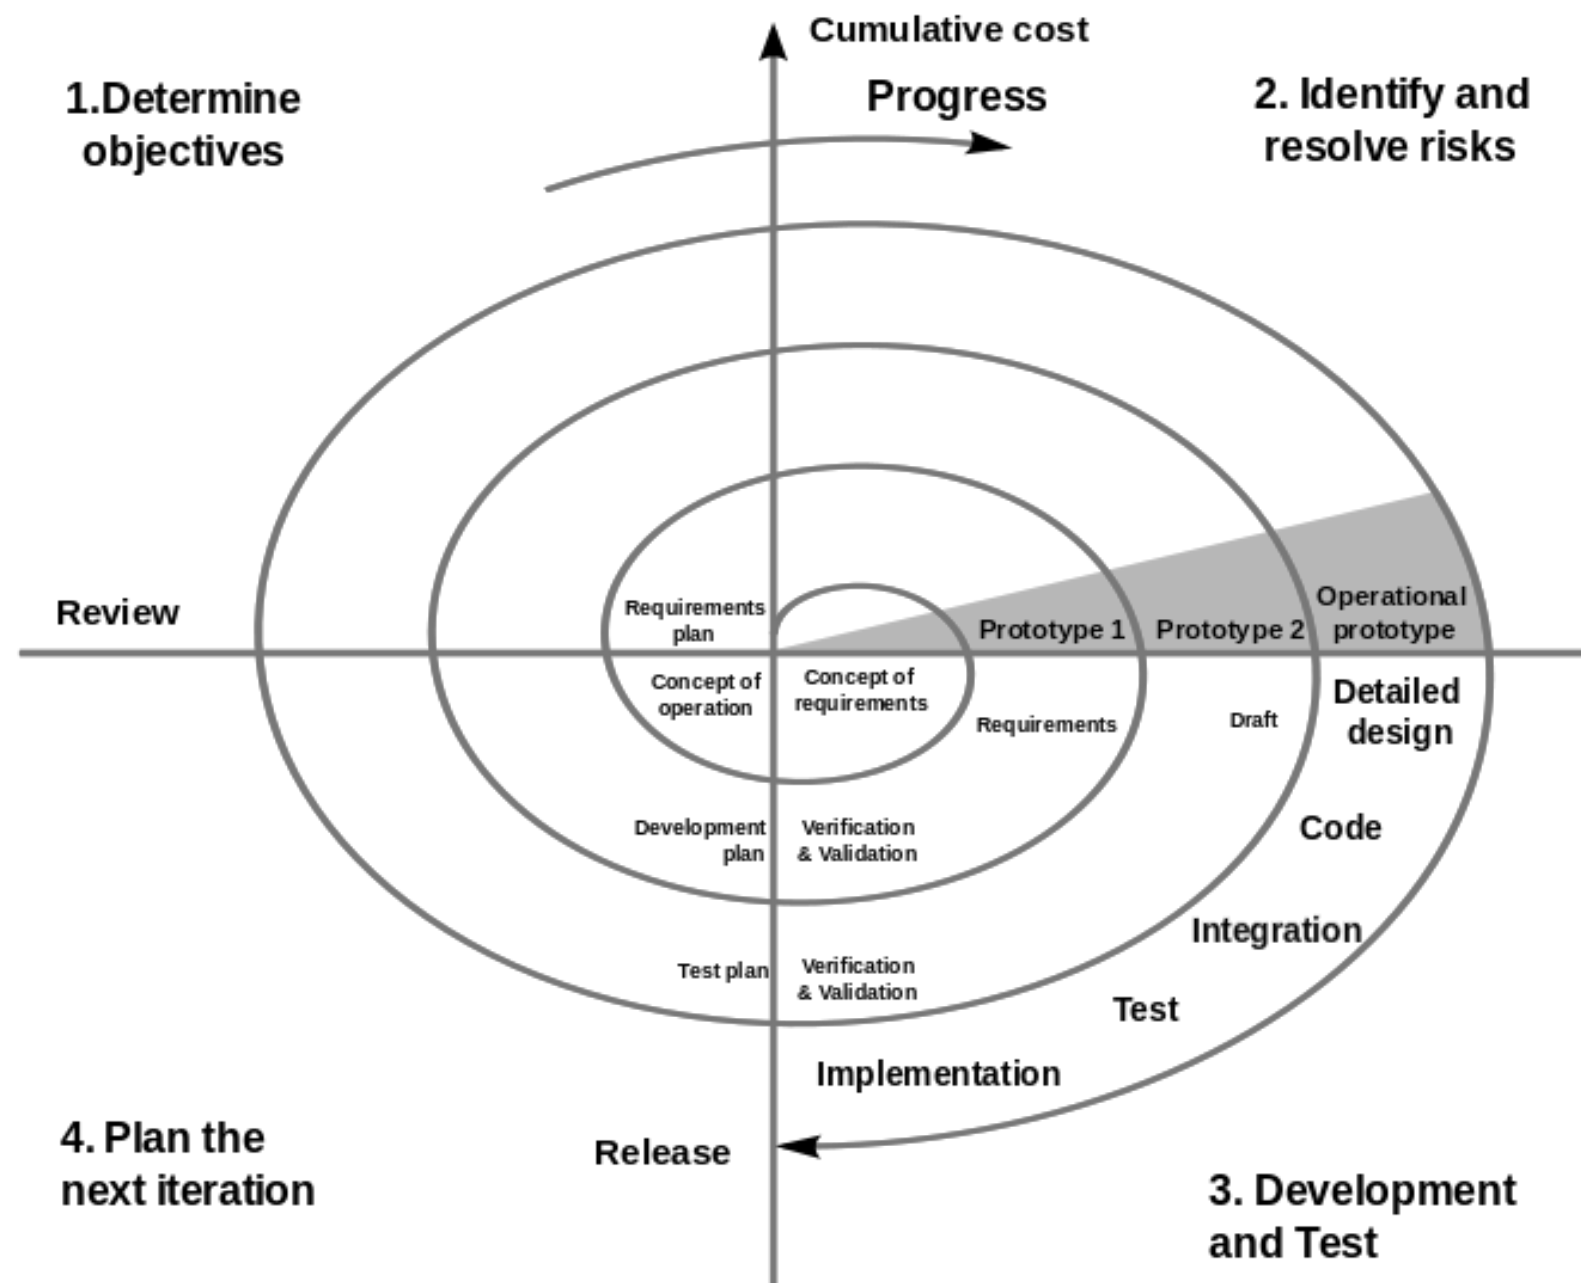 Cumulative cost
Progress
1.Determine
objectives
2. Identify and
resolve risks
Review
Requirements
plan
Prototype 1
Prototype 2
Operational
prototype
Concept of
operation
Concept of
requirements
Requirements
Draft
Detailed
design
Development
plan
Verification
& Validation
Code
Integration
Test plan
Verification
& Validation
Test
Implementation
Release
4. Plan the
next iteration
3. Development
and Test